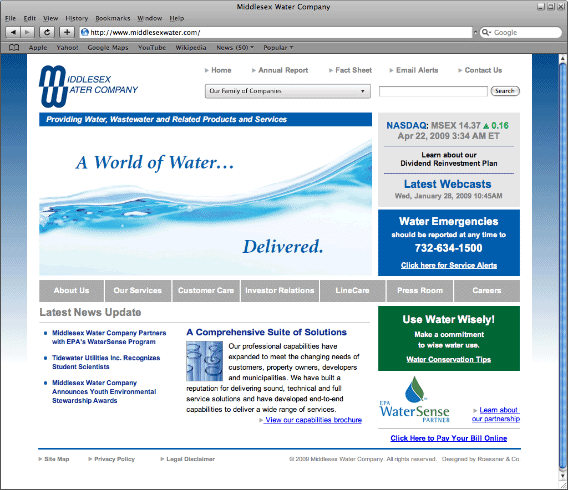 Middlesex Water Company
File Edit View History Bookmarks Window Help
http://www.middlesexwater.com/
Google
Apple Yahoo! Google Maps YouTube Wikipedia News (50) Popular
MIDDLESEX
WATER COMPANY
Home Annual Report Fact Sheet Email Alerts Contact Us
Our Family of Companies
Search
Providing Water, Wastewater and Related Products and Services
A World of Water…
Delivered.
NASDAQ: MSEX 14.37 ▲ 0.16
Apr 22, 2009 3:34 AM ET
Learn about our
Dividend Reinvestment Plan
Latest Webcasts
Wed, January 28, 2009 10:45AM
Water Emergencies
should be reported at any time to
732-634-1500
Click here for Service Alerts
About Us Our Services Customer Care Investor Relations LineCare Press Room Careers
Latest News Update
Middlesex Water Company Partners
with EPA's WaterSense Program
Tidewater Utilities Inc. Recognizes
Student Scientists
Middlesex Water Company
Announces Youth Environmental
Stewardship Awards
A Comprehensive Suite of Solutions
Our professional capabilities have
expanded to meet the changing needs of
customers, property owners, developers
and municipalities. We have built a
reputation for delivering sound, technical and full
service solutions and have developed end-to-end
capabilities to deliver a wide range of services.
View our capabilities brochure
Use Water Wisely!
Make a commitment
to wise water use.
Water Conservation Tips
EPA
WaterSense
PARTNER
Learn about
our partnership
Click Here to Pay Your Bill Online
Site Map Privacy Policy Legal Disclaimer
© 2009 Middlesex Water Company. All rights reserved. Designed by Roessner & Co